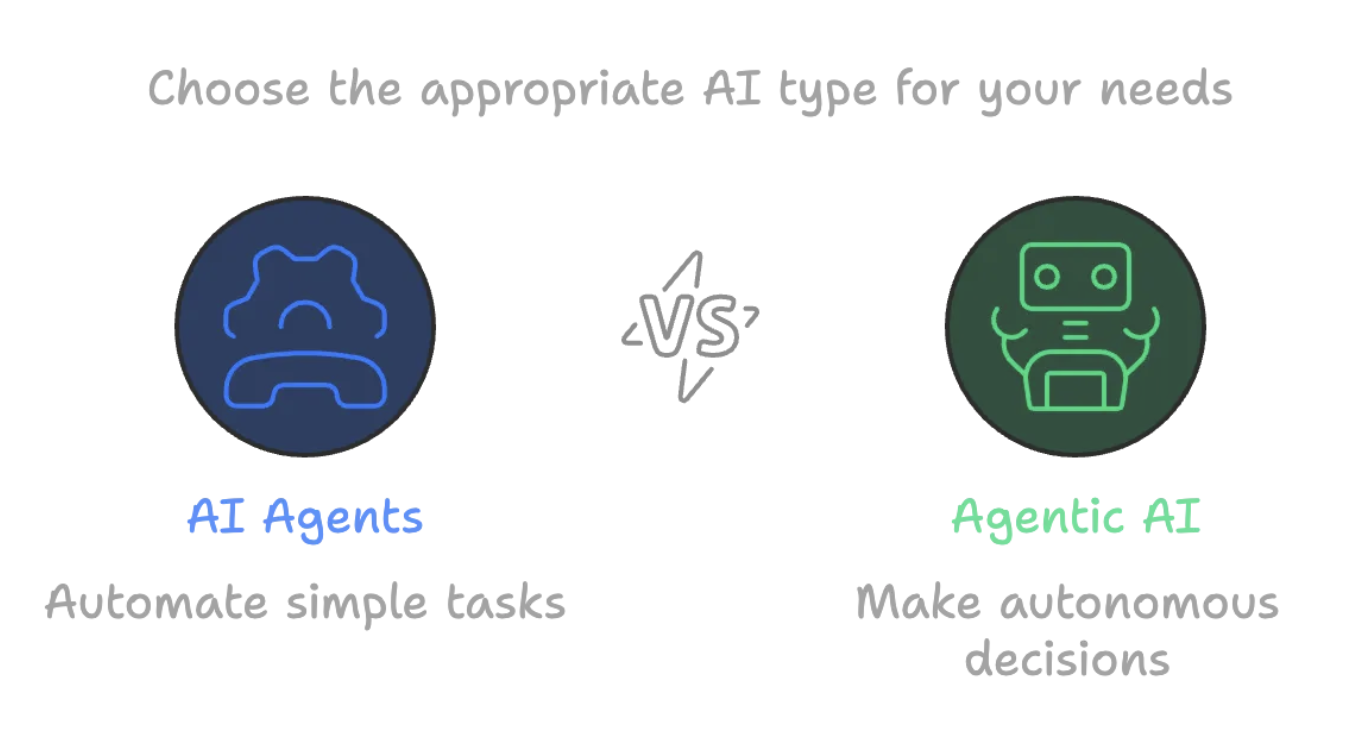 Choose the appropriate AI type for your needs
VS
AI Agents
Agentic AI
Automate simple tasks
Make autonomous
decisions